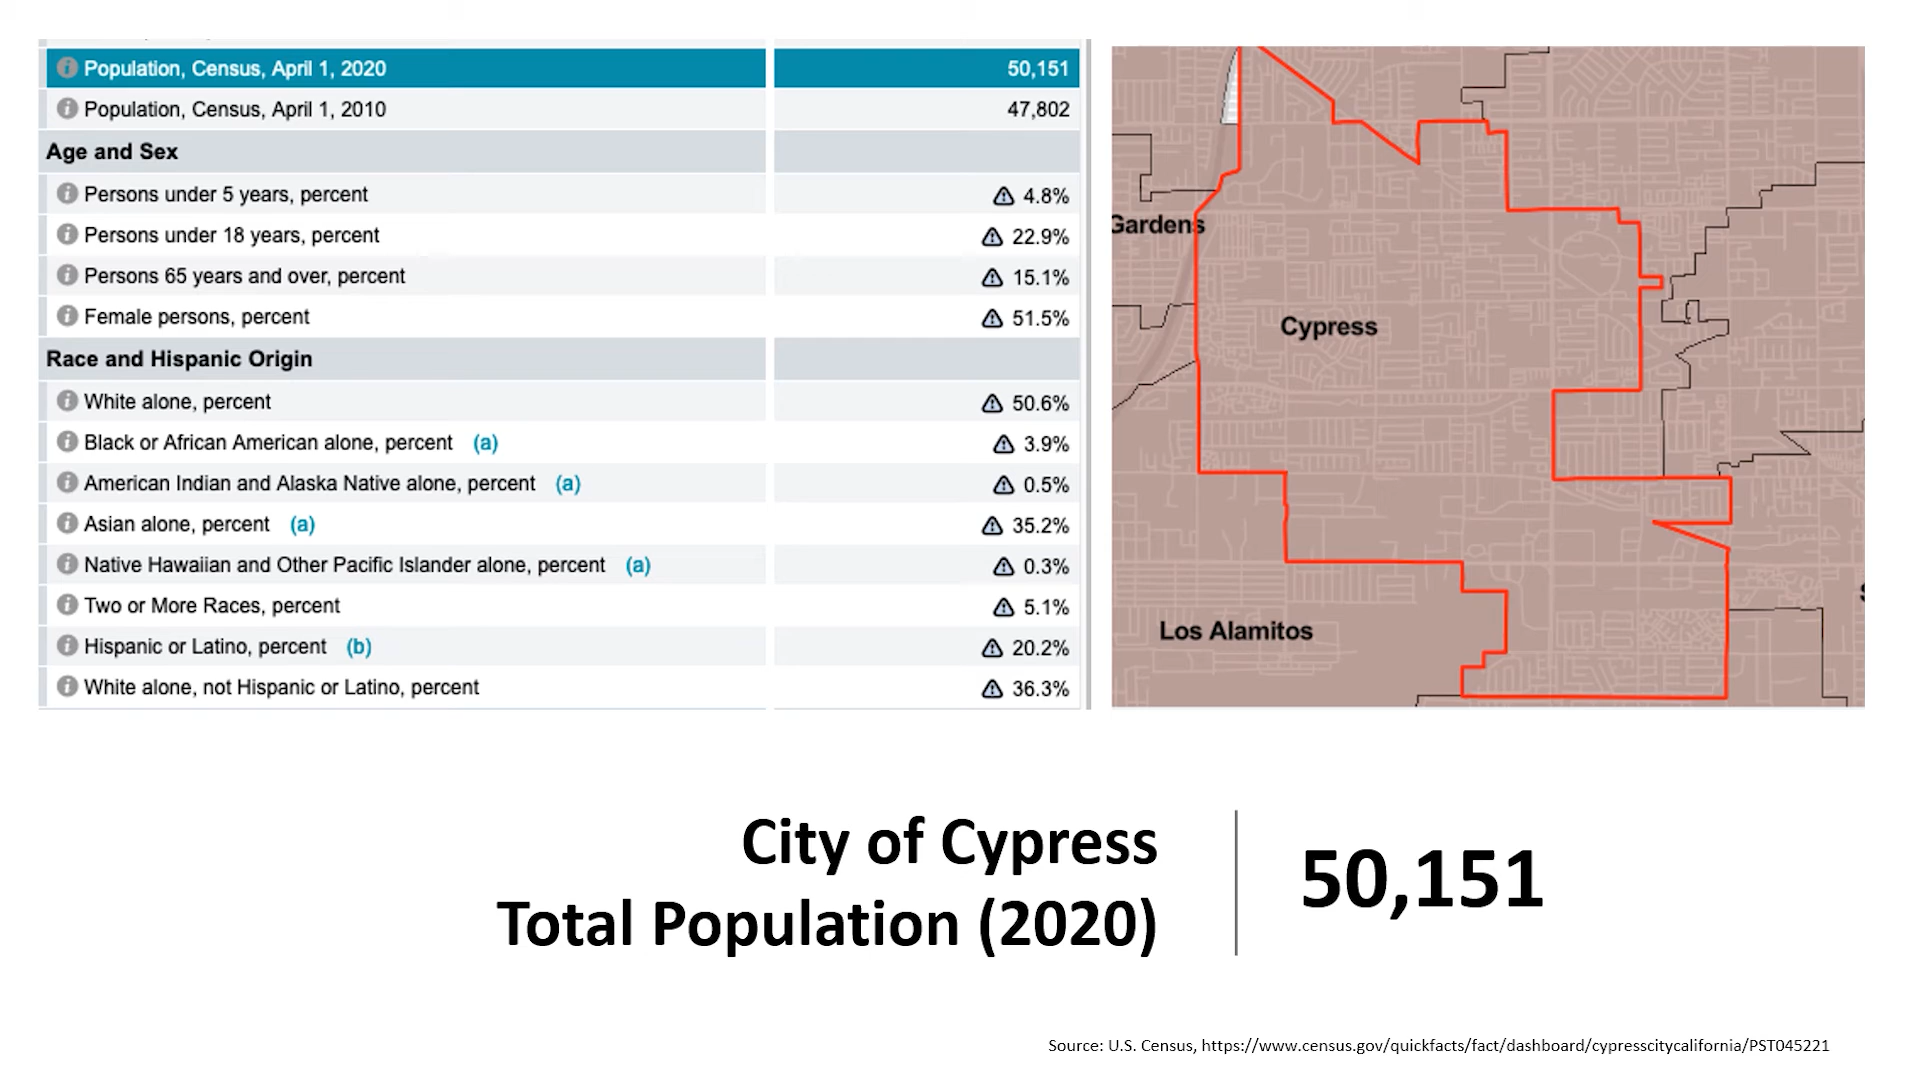 Population, Census, April 1, 2020 50,151
Population, Census, April 1, 2010 47,802
Age and Sex
Persons under 5 years, percent 4.8%
Persons under 18 years, percent 22.9%
Persons 65 years and over, percent 15.1%
Female persons, percent 51.5%
Race and Hispanic Origin
White alone, percent 50.6%
Black or African American alone, percent (a) 3.9%
American Indian and Alaska Native alone, percent (a) 0.5%
Asian alone, percent (a) 35.2%
Native Hawaiian and Other Pacific Islander alone, percent (a) 0.3%
Two or More Races, percent 5.1%
Hispanic or Latino, percent (b) 20.2%
White alone, not Hispanic or Latino, percent 36.3%
Gardens
Cypress
Los Alamitos
City of Cypress
Total Population (2020)
50,151
Source: U.S. Census, https://www.census.gov/quickfacts/fact/dashboard/cypresscitycalifornia/PST045221